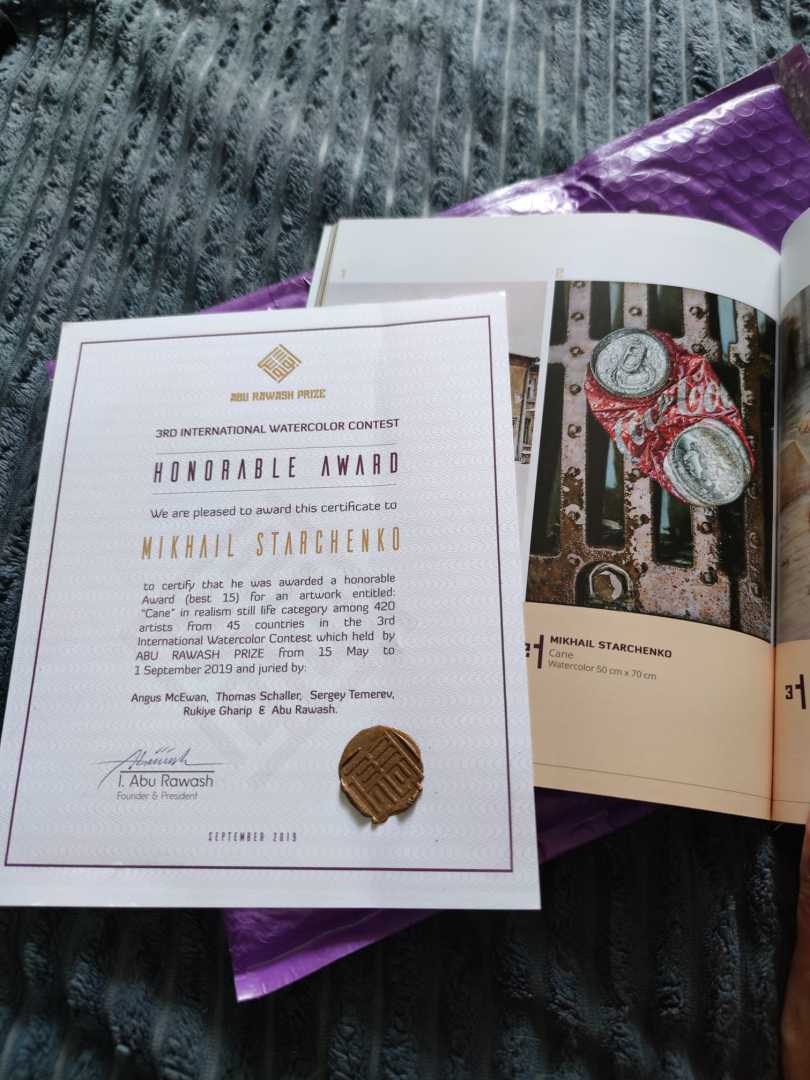 ABU RAWASH PRIZE
3RD INTERNATIONAL WATERCOLOR CONTEST
HONORABLE AWARD
We are pleased to award this certificate to
MIKHAIL STARCHENKO
to certify that he was awarded a honorable
Award (best 15) for an artwork entitled:
"Cane" in realism still life category among 420
artists from 45 countries in the 3rd
International Watercolor Contest which held by
ABU RAWASH PRIZE from 15 May to
1 September 2019 and juried by:
Angus McEwan, Thomas Schaller, Sergey Temerev,
Rukiye Gharip & Abu Rawash.
I. Abu Rawash
Founder & President
SEPTEMBER 2019
Coca-Cola
2
MIKHAIL STARCHENKO
Cane
Watercolor 50 cm x 70 cm
3